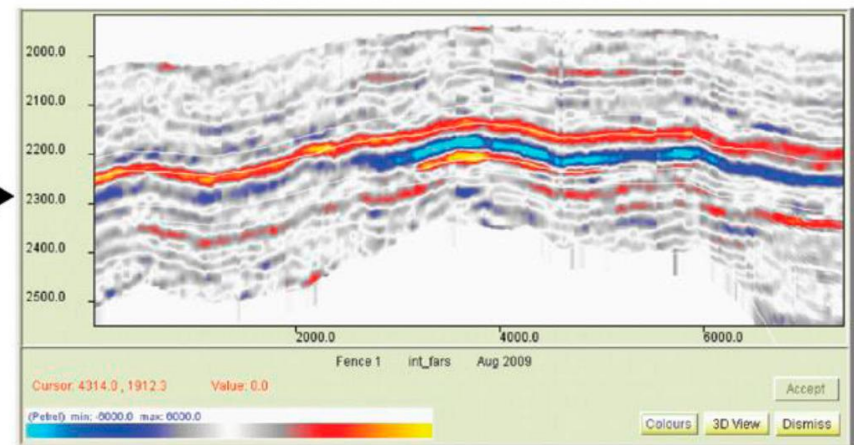 2000.0
2100.0
2200.0
2300.0
2400.0
2500.0
2000.0 4000.0 6000.0
Fence 1 int_fars Aug 2009
Cursor: 4314.0 , 1912.3 Value: 0.0
Accept
(Petrel) min: -6000.0 max: 6000.0
Colours 3D View Dismiss